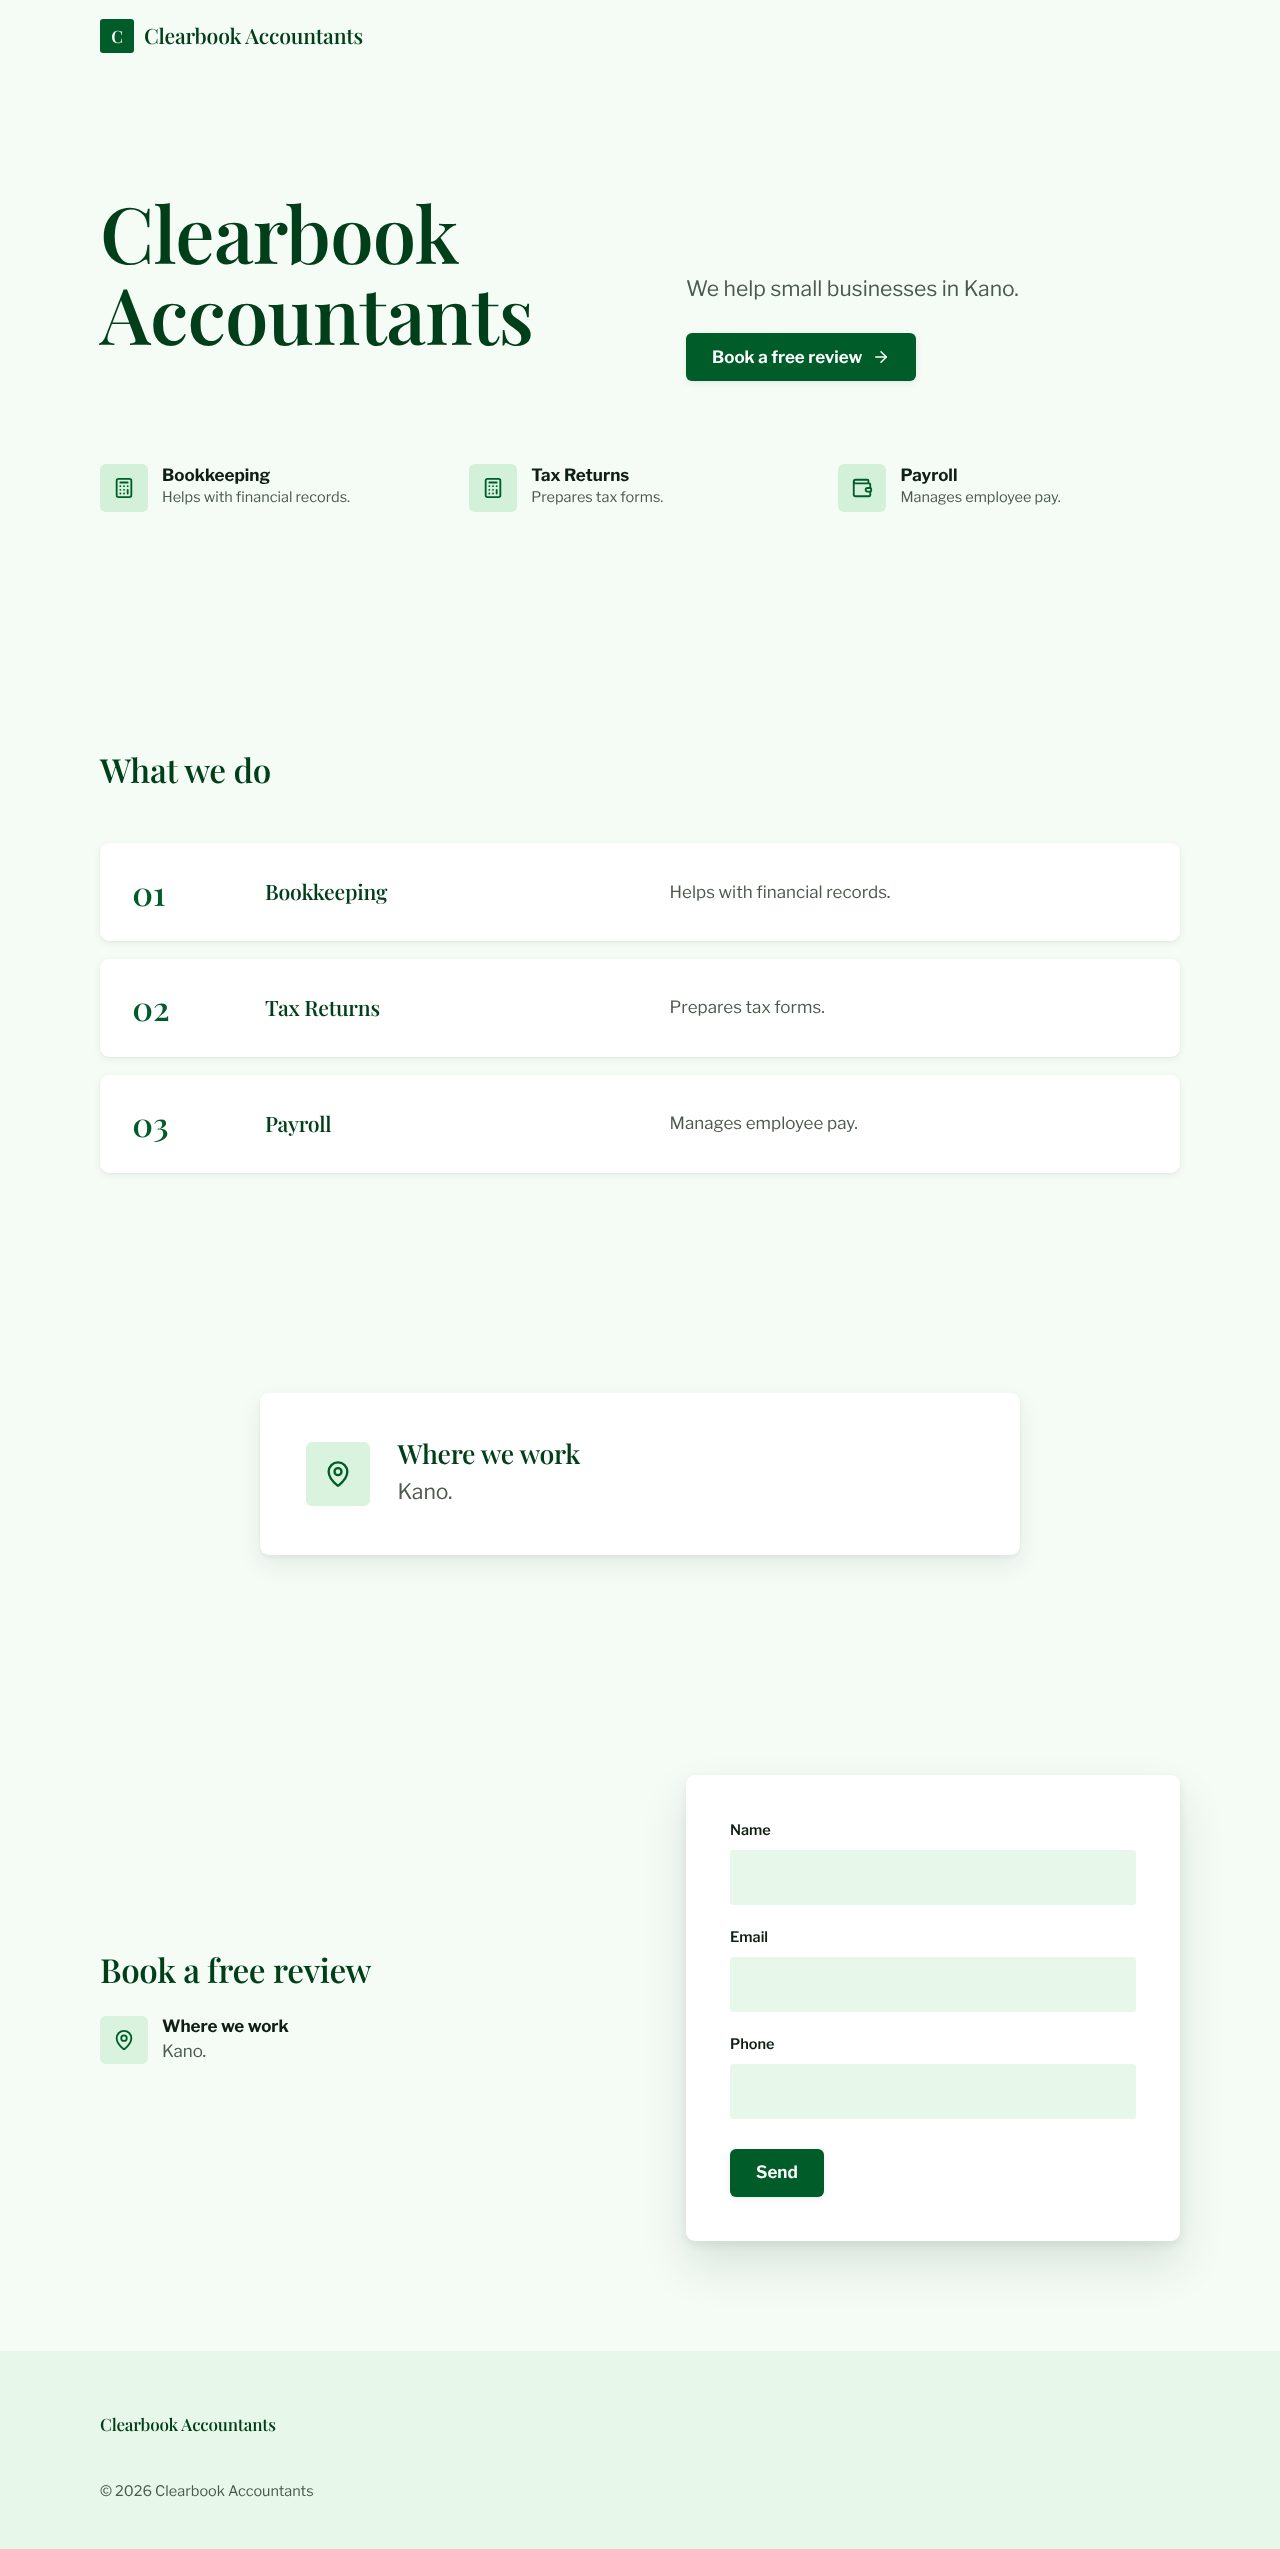 C
Clearbook Accountants
Clearbook
Accountants
We help small businesses in Kano.
Book a free review
Bookkeeping
Helps with financial records.
Tax Returns
Prepares tax forms.
Payroll
Manages employee pay.
What we do
01
Bookkeeping
Helps with financial records.
02
Tax Returns
Prepares tax forms.
03
Payroll
Manages employee pay.
Where we work
Kano.
Book a free review
Where we work
Kano.
Name
Email
Phone
Send
Clearbook Accountants
© 2026 Clearbook Accountants